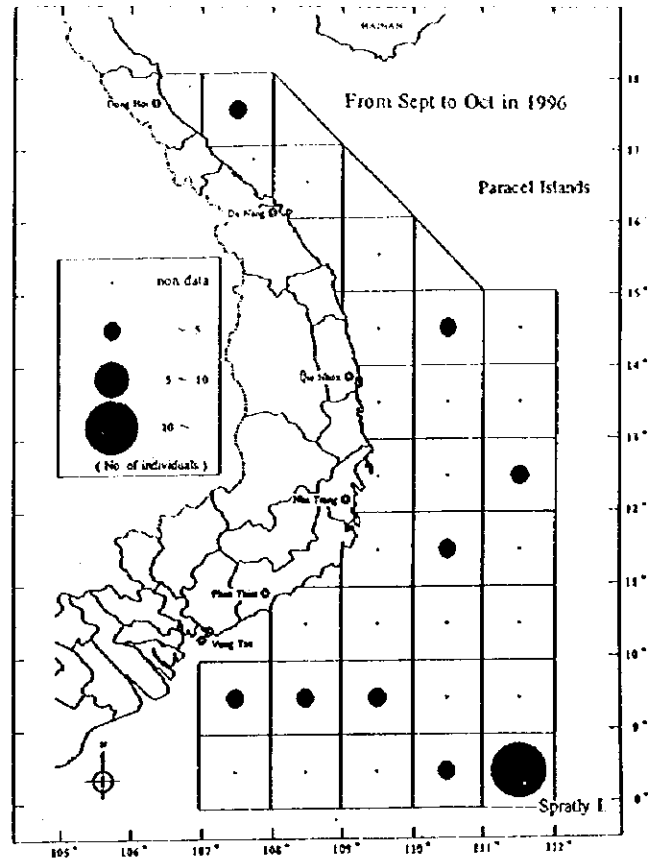 HAINAN
18
Dong Hoi
From Sept to Oct in 1996
17
Paracel Islands
Da Nang
16°
non data
15°
~ 5
14°
Qui Nhon
5 ~ 10
10 ~
13°
(No. of individuals)
12°
Nha Trang
11°
Phan Thiet
Vung Tau
10°
9°
N
8°
Spratly I.
105° 106° 107° 108° 109° 110° 111° 112°